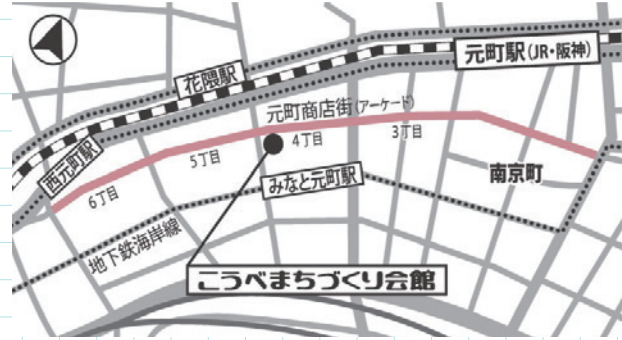 元町駅(JR・阪神)
花隈駅
元町商店街(アーケード)
西元町駅
6丁目
5丁目
4丁目
3丁目
みなと元町駅
南京町
地下鉄海岸線
こうべまちづくり会館